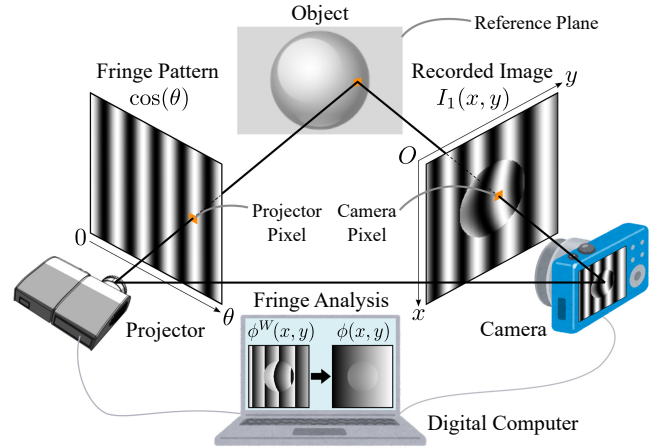 Object
Reference Plane
Fringe Pattern
cos(θ)
Recorded Image
I₁(x, y)
y
O
Projector
Pixel
Camera
Pixel
0
θ
x
Projector
Fringe Analysis
Camera
ϕᵂ(x, y)
ϕ(x, y)
Digital Computer